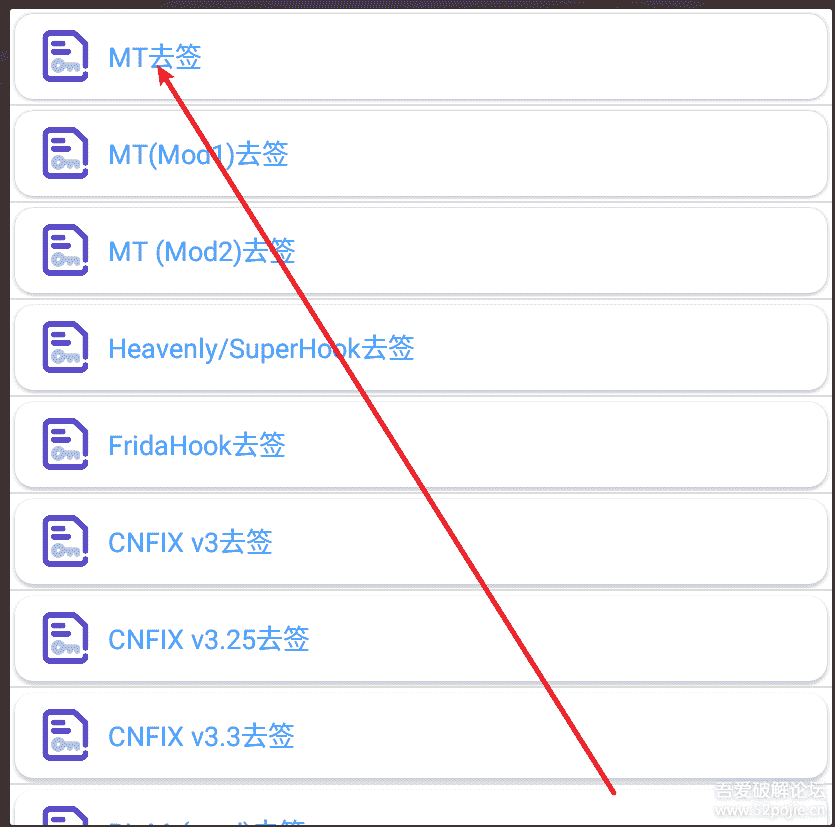 MT去签
MT(Mod1)去签
MT (Mod2)去签
Heavenly/SuperHook去签
FridaHook去签
CNFIX v3去签
CNFIX v3.25去签
CNFIX v3.3去签
吾爱破解论坛
www.52pojie.cn